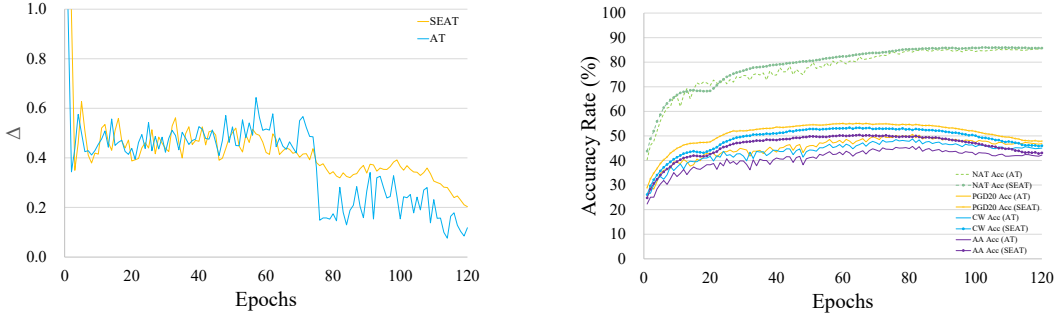 1.0
0.8
0.6
0.4
0.2
0.0
0 20 40 60 80 100 120
Δ
Epochs
SEAT
AT
100
90
80
70
60
50
40
30
20
10
0
0 20 40 60 80 100 120
Accuracy Rate (%)
Epochs
NAT Acc (AT)
NAT Acc (SEAT)
PGD20 Acc (AT)
PGD20 Acc (SEAT)
CW Acc (AT)
CW Acc (SEAT)
AA Acc (AT)
AA Acc (SEAT)